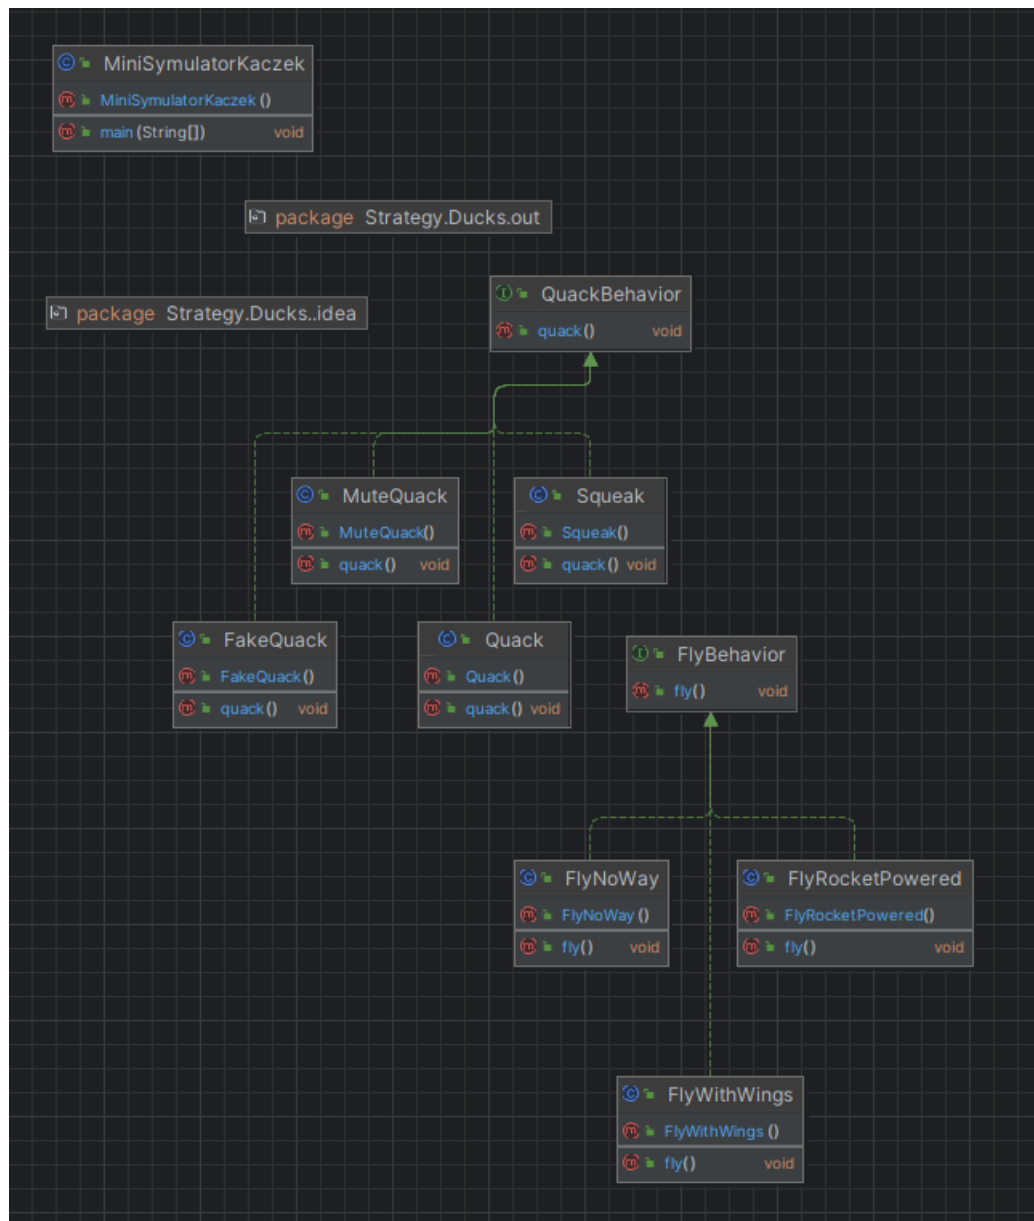 MiniSymulatorKaczek
MiniSymulatorKaczek()
main(String[]) void
package Strategy.Ducks.out
package Strategy.Ducks..idea
QuackBehavior
quack() void
MuteQuack
MuteQuack()
quack() void
Squeak
Squeak()
quack() void
FakeQuack
FakeQuack()
quack() void
Quack
Quack()
quack() void
FlyBehavior
fly() void
FlyNoWay
FlyNoWay()
fly() void
FlyRocketPowered
FlyRocketPowered()
fly() void
FlyWithWings
FlyWithWings()
fly() void